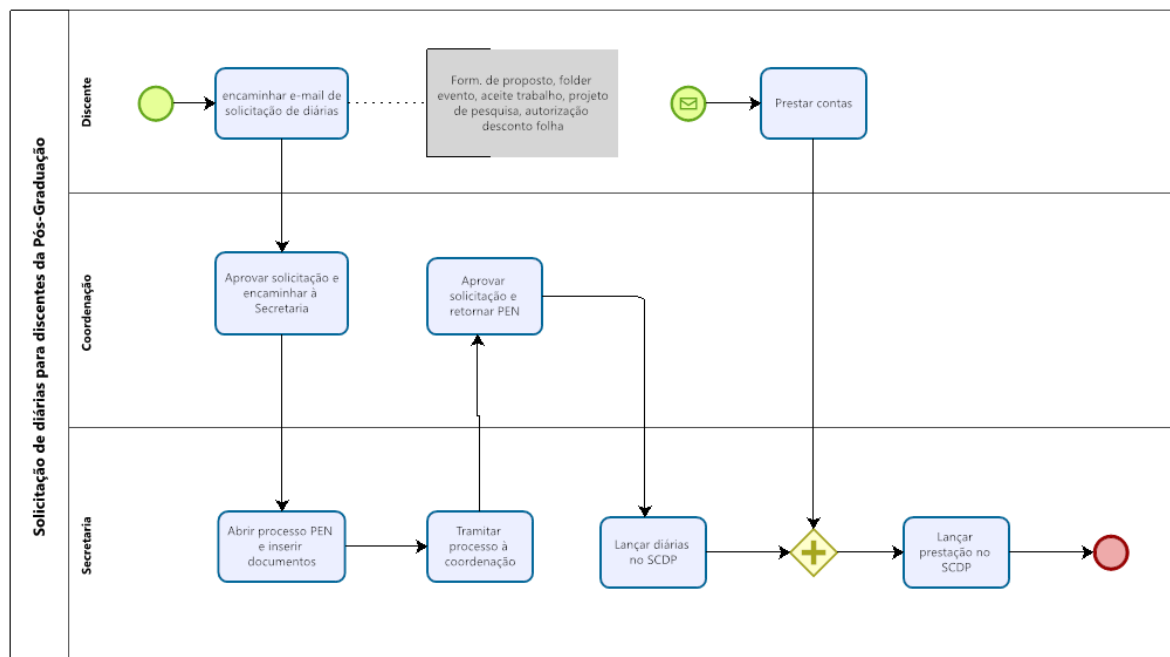 Solicitação de diárias para discentes da Pós-Graduação
Discente
encaminhar e-mail de
solicitação de diárias
Form. de proposto, folder
evento, aceite trabalho, projeto
de pesquisa, autorização
desconto folha
Prestar contas
Coordenação
Aprovar solicitação e
encaminhar à
Secretaria
Aprovar
solicitação e
retornar PEN
Secretaria
Abrir processo PEN
e inserir
documentos
Tramitar
processo à
coordenação
Lançar diárias
no SCDP
Lançar
prestação no
SCDP